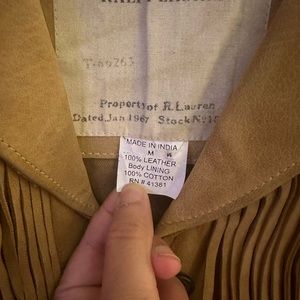 T-no263
Property of R.Lauren
Dated,Jan 1967 Stock No
MADE IN INDIA
M
100% LEATHER
Body LINING
100% COTTON
RN # 41381